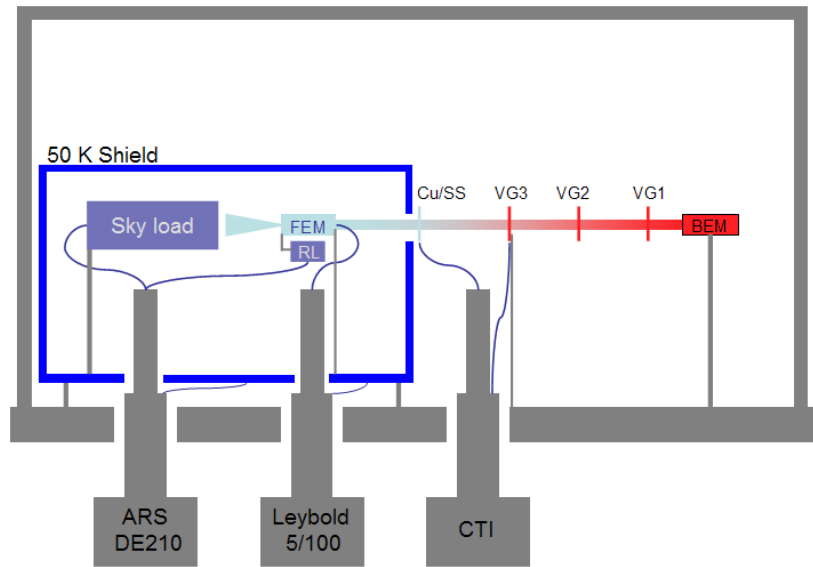 50 K Shield
Cu/SS
VG3
VG2
VG1
Sky load
FEM
BEM
RL
ARS
DE210
Leybold
5/100
CTI